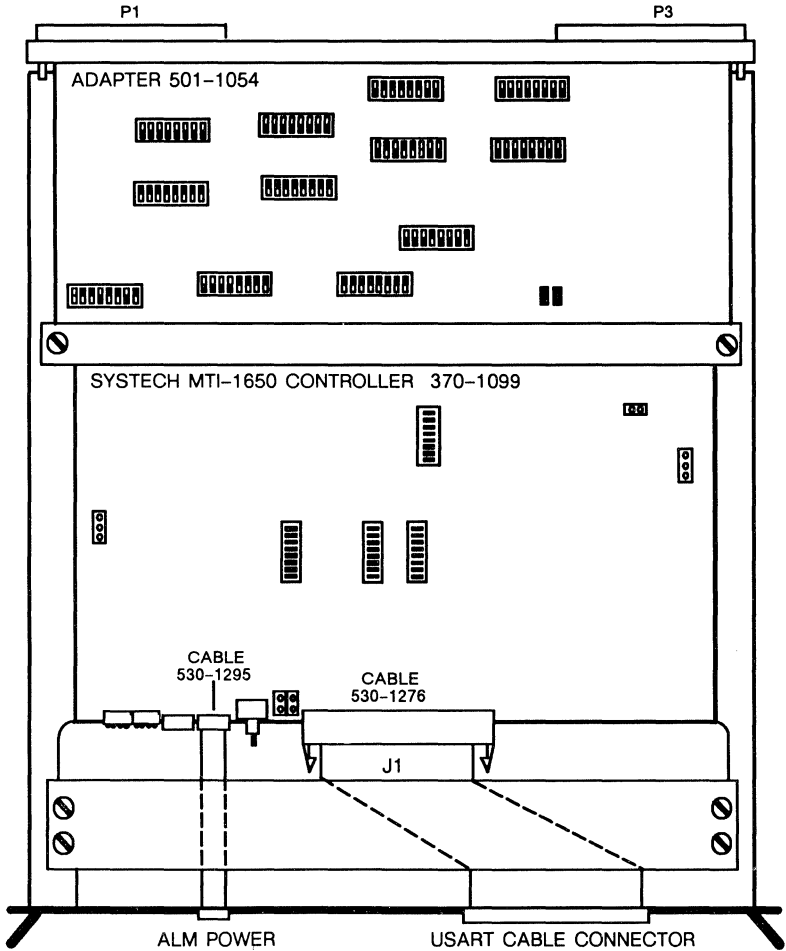 P1
P3
ADAPTER 501-1054
SYSTECH MTI-1650 CONTROLLER 370-1099
CABLE
530-1295
CABLE
530-1276
J1
ALM POWER
USART CABLE CONNECTOR